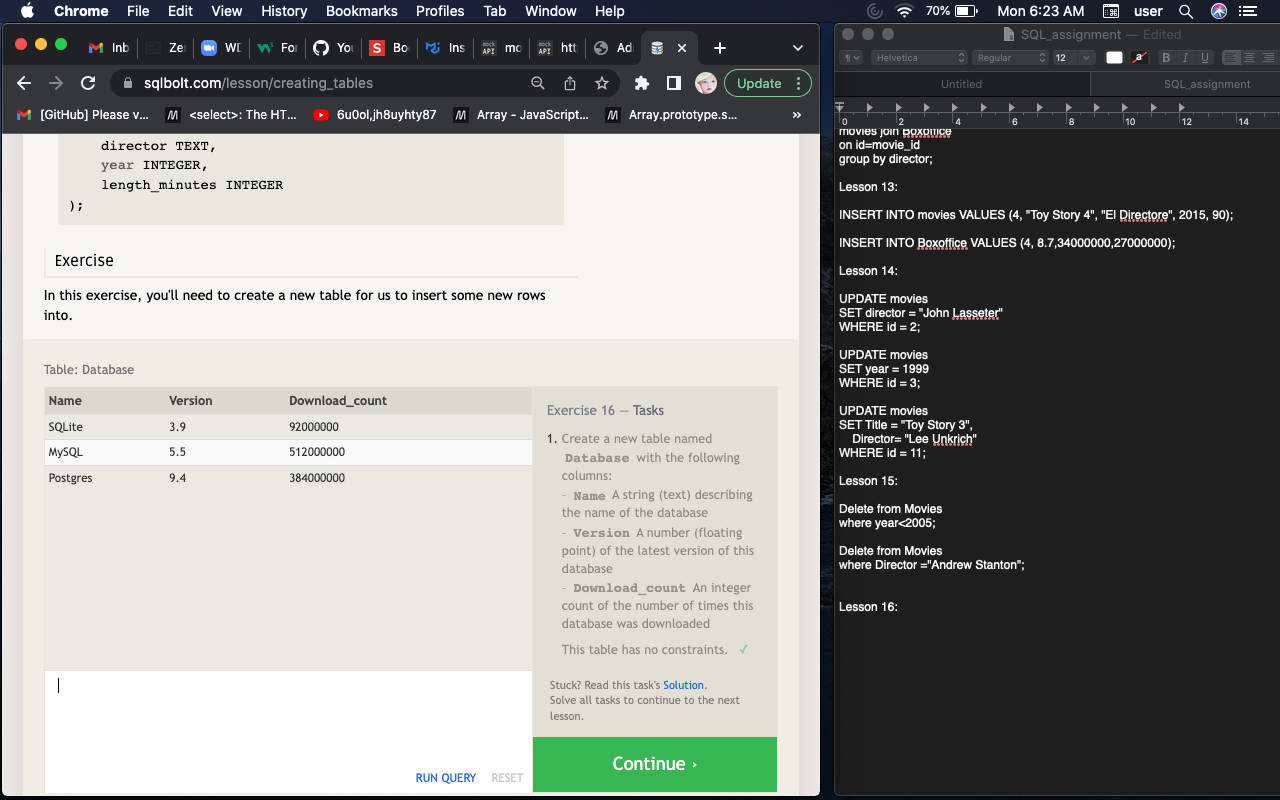 Chrome File Edit View History Bookmarks Profiles Tab Window Help
70% Mon 6:23 AM user
Inb Ze WD For You Bo Ins mo htt Ad
sqlbolt.com/lesson/creating_tables
Update
[GitHub] Please v... <select>: The HT... 6u0ol,jh8uyhty87 Array - JavaScript... Array.prototype.s... »
director TEXT,
year INTEGER,
length_minutes INTEGER
);
Exercise
In this exercise, you'll need to create a new table for us to insert some new rows
into.
Table: Database
Name Version Download_count
SQLite 3.9 92000000
MySQL 5.5 512000000
Postgres 9.4 384000000
Exercise 16 — Tasks
1. Create a new table named
Database with the following
columns:
- Name A string (text) describing
the name of the database
- Version A number (floating
point) of the latest version of this
database
- Download_count An integer
count of the number of times this
database was downloaded
This table has no constraints. ✓
Stuck? Read this task's Solution.
Solve all tasks to continue to the next
lesson.
RUN QUERY RESET
Continue ›
SQL_assignment — Edited
¶ Helvetica Regular 12 a B I U
Untitled SQL_assignment
0 2 4 6 8 10 12 14
movies join Boxoffice
on id=movie_id
group by director;
Lesson 13:
INSERT INTO movies VALUES (4, "Toy Story 4", "El Directore", 2015, 90);
INSERT INTO Boxoffice VALUES (4, 8.7,34000000,27000000);
Lesson 14:
UPDATE movies
SET director = "John Lasseter"
WHERE id = 2;
UPDATE movies
SET year = 1999
WHERE id = 3;
UPDATE movies
SET Title = "Toy Story 3",
Director= "Lee Unkrich"
WHERE id = 11;
Lesson 15:
Delete from Movies
where year<2005;
Delete from Movies
where Director ="Andrew Stanton";
Lesson 16: